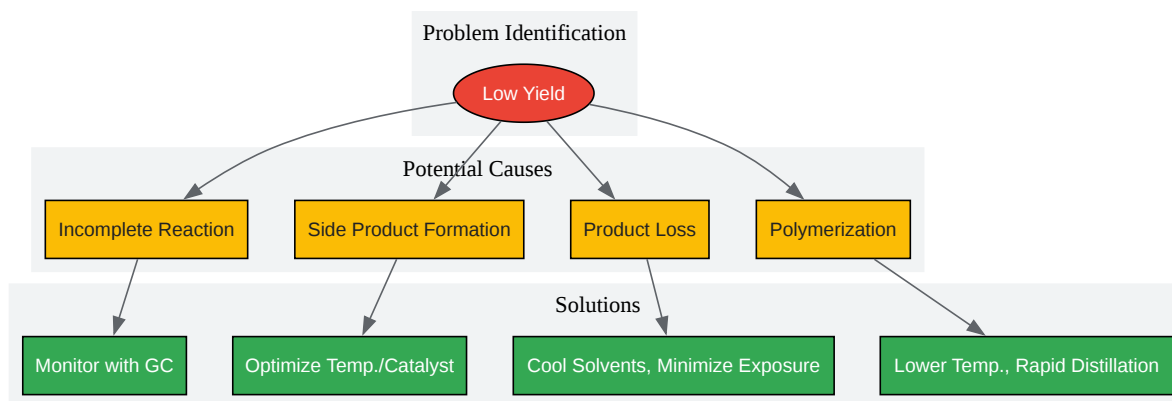 Problem Identification
Low Yield
Potential Causes
Incomplete Reaction
Side Product Formation
Product Loss
Polymerization
Solutions
Monitor with GC
Optimize Temp./Catalyst
Cool Solvents, Minimize Exposure
Lower Temp., Rapid Distillation